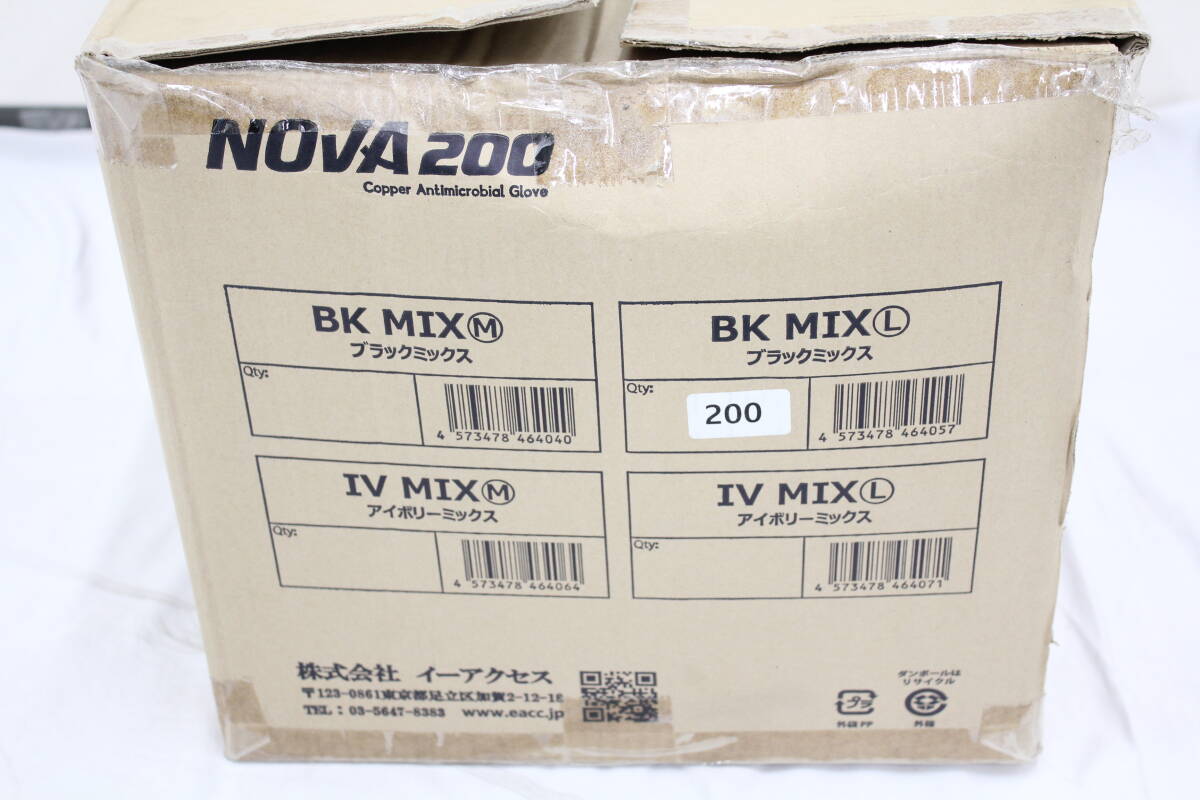 NOVA 200
Copper Antimicrobial Glove
BK MIXⓂ
ブラックミックス
Qty:
4 573478 464040
BK MIXⓁ
ブラックミックス
Qty:
200
4 573478 464057
IV MIXⓂ
アイボリーミックス
Qty:
4 573478 464064
IV MIXⓁ
アイボリーミックス
Qty:
4 573478 464071
株式会社 イーアクセス
〒123-0861東京都足立区加賀2-12-18
TEL：03-5647-8383 www.eacc.jp
プラ
外袋PP
ダンボールは
リサイクル
外箱